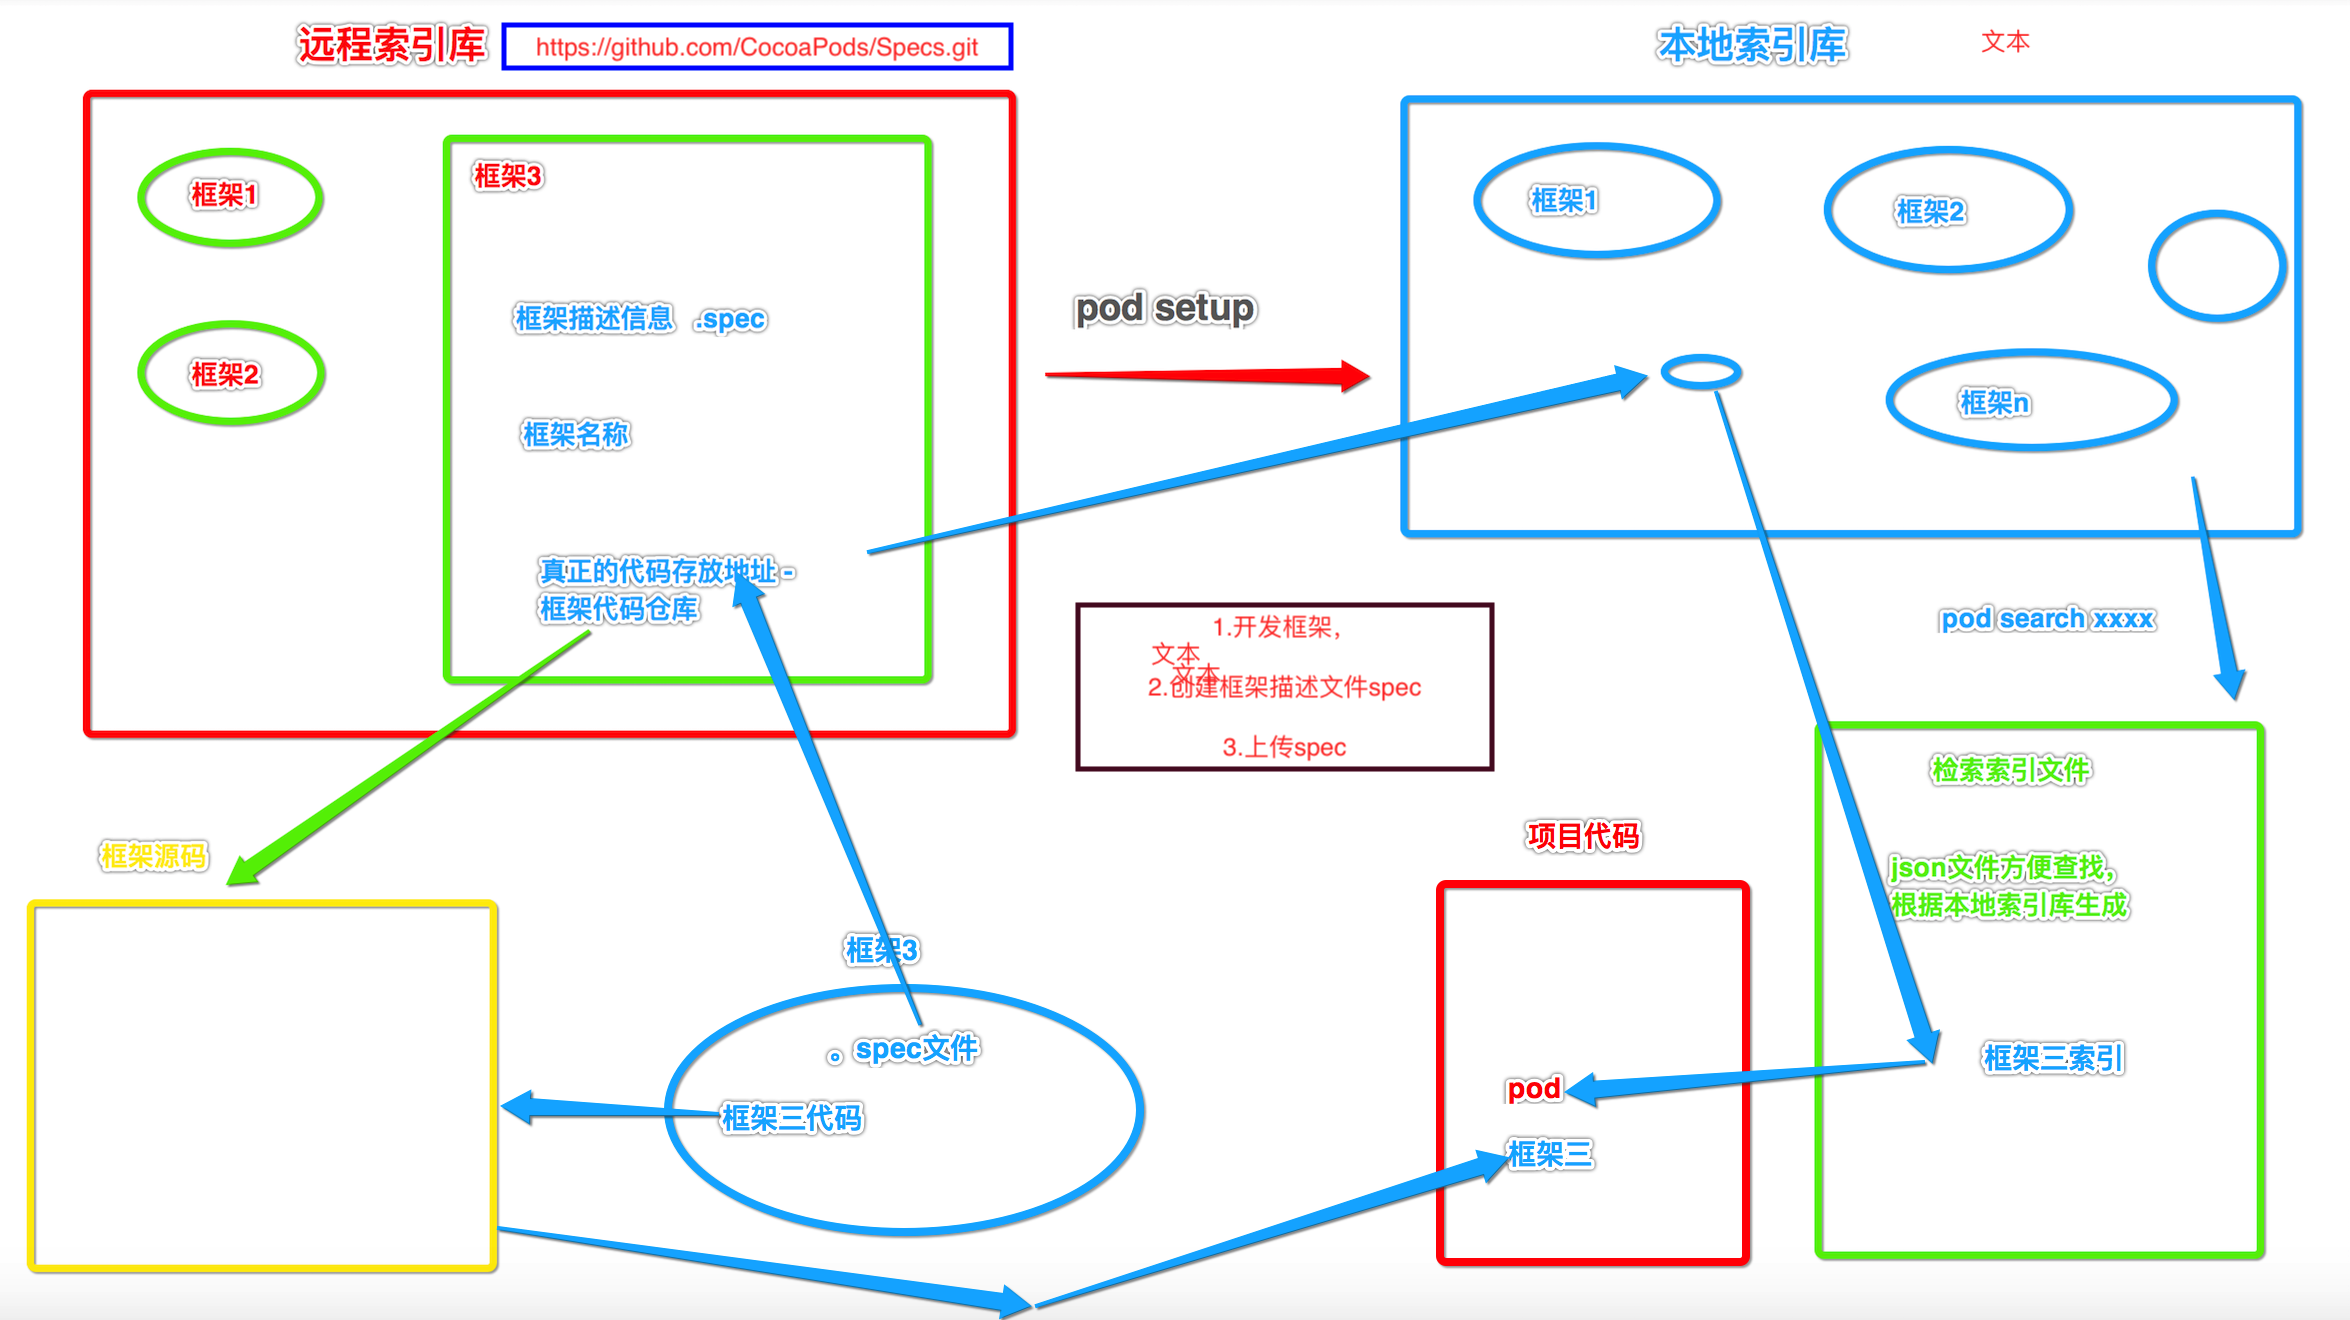 远程索引库
https://github.com/CocoaPods/Specs.git
本地索引库
文本
框架1
框架2
框架3
框架描述信息 .spec
框架名称
真正的代码存放地址 -
框架代码仓库
pod setup
框架1
框架2
框架n
pod search xxxx
1.开发框架,
文本
文本
2.创建框架描述文件spec
3.上传spec
检索索引文件
json文件方便查找,
根据本地索引库生成
框架三索引
项目代码
pod
框架三
框架源码
框架3
。spec文件
框架三代码